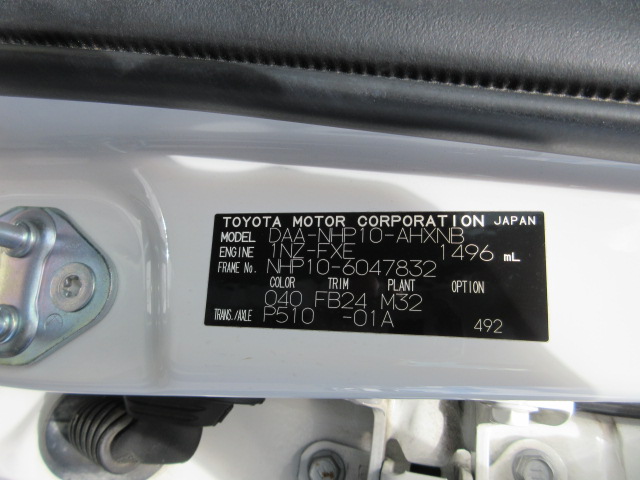 TOYOTA MOTOR CORPORATION JAPAN
MODEL DAA-NHP10-AHXNB
ENGINE 1NZ-FXE 1496 mL
FRAME No. NHP10-6047832
COLOR TRIM PLANT OPTION
040 FB24 M32
TRANS./AXLE P510 -01A
492